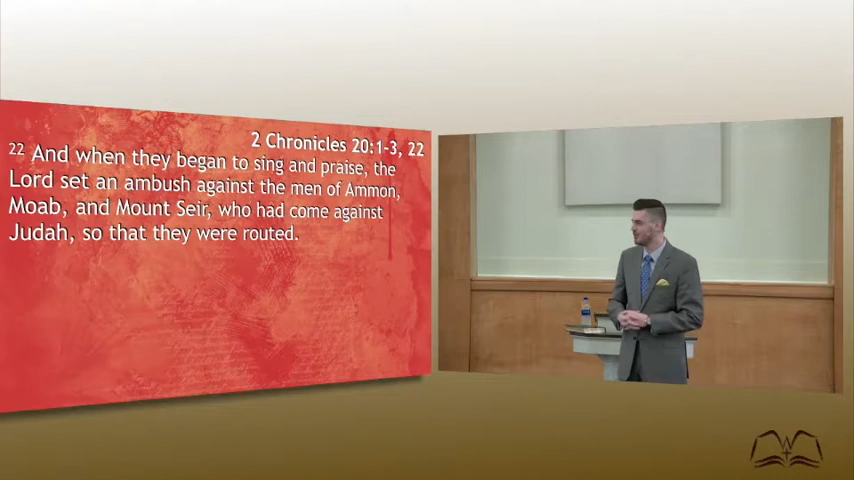 2 Chronicles 20:1-3, 22
22 And when they began to sing and praise, the
Lord set an ambush against the men of Ammon,
Moab, and Mount Seir, who had come against
Judah, so that they were routed.